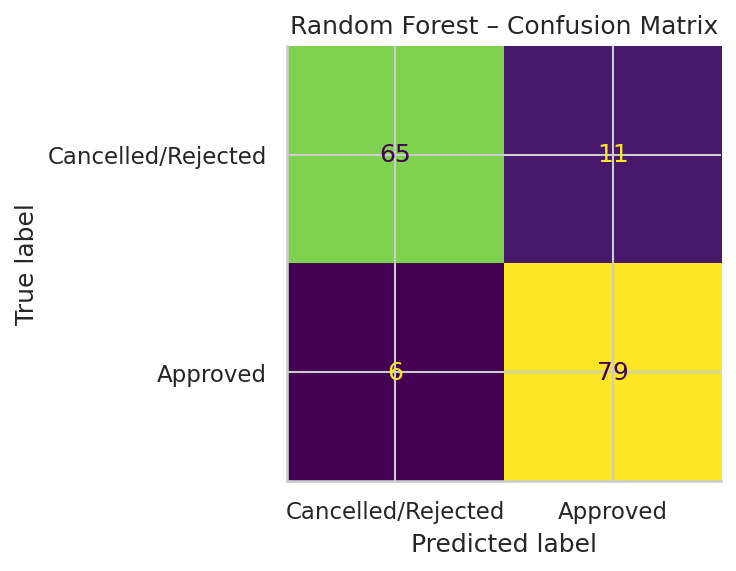 Random Forest – Confusion Matrix
Cancelled/Rejected
65
11
True label
Approved
6
79
Cancelled/Rejected
Approved
Predicted label